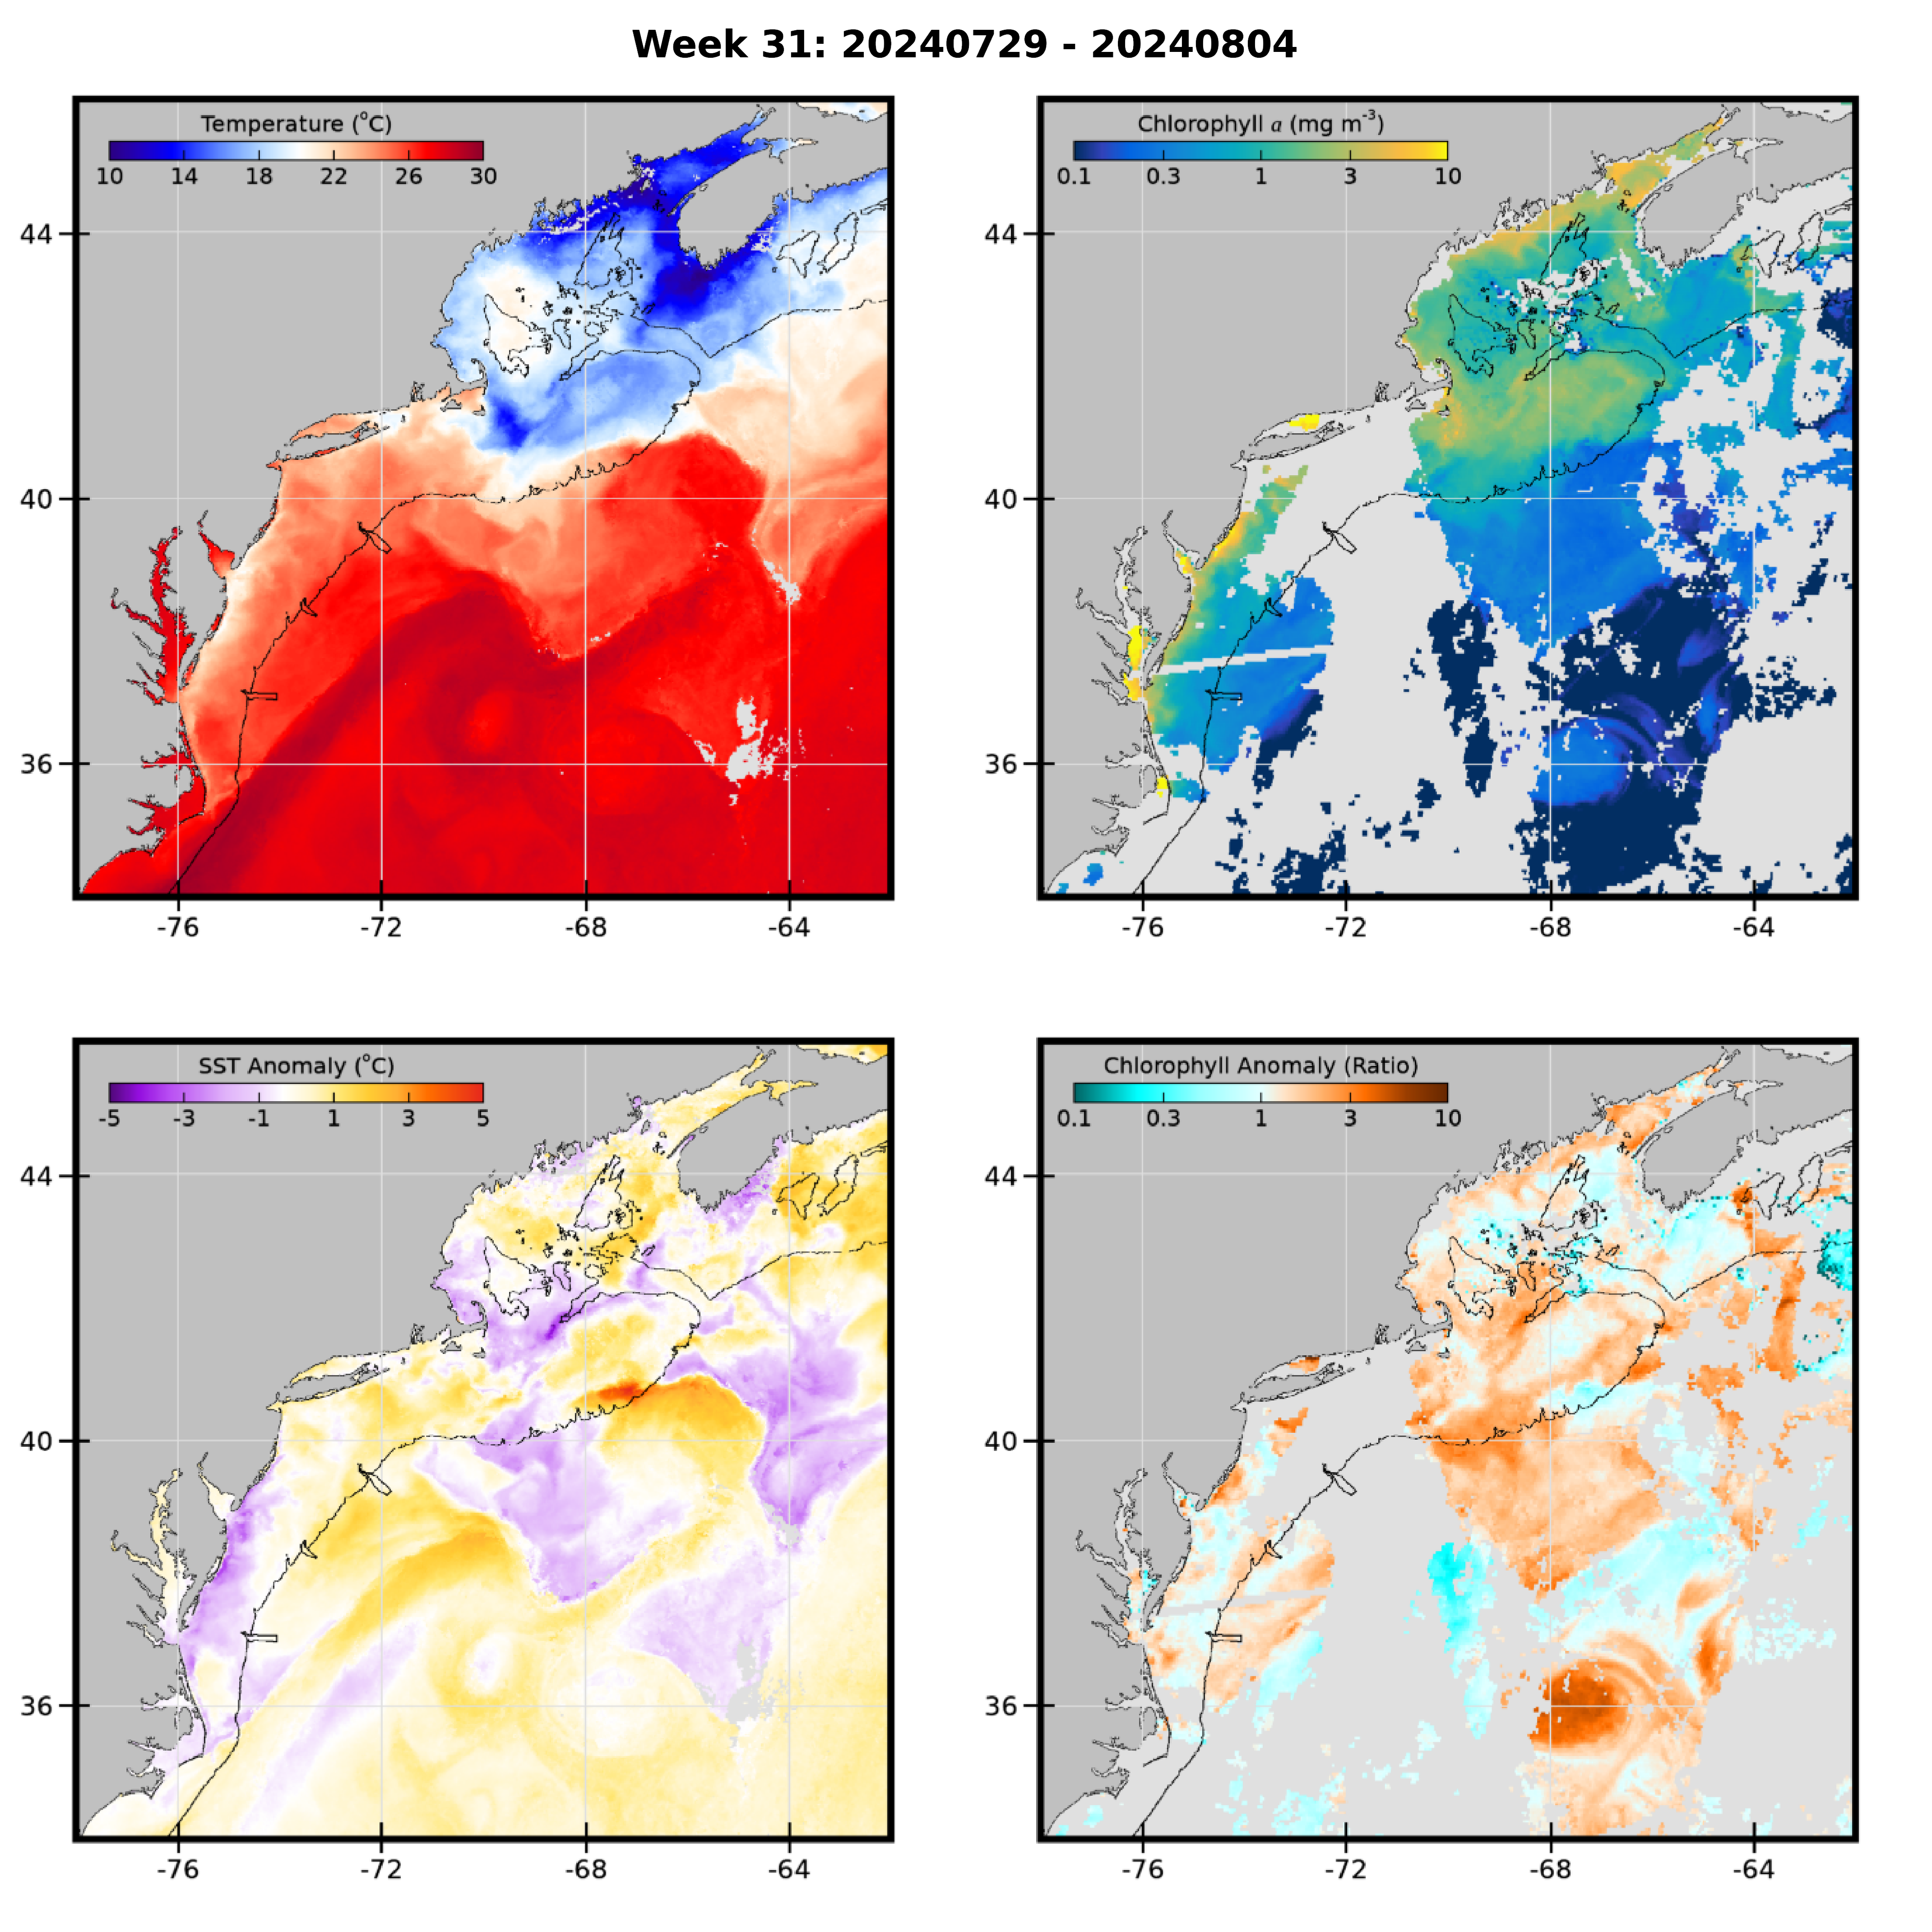 Week 31: 20240729 - 20240804
Temperature (°C)
10 14 18 22 26 30
44
40
36
-76 -72 -68 -64
Chlorophyll a (mg m⁻³)
0.1 0.3 1 3 10
44
40
36
-76 -72 -68 -64
SST Anomaly (°C)
-5 -3 -1 1 3 5
44
40
36
-76 -72 -68 -64
Chlorophyll Anomaly (Ratio)
0.1 0.3 1 3 10
44
40
36
-76 -72 -68 -64